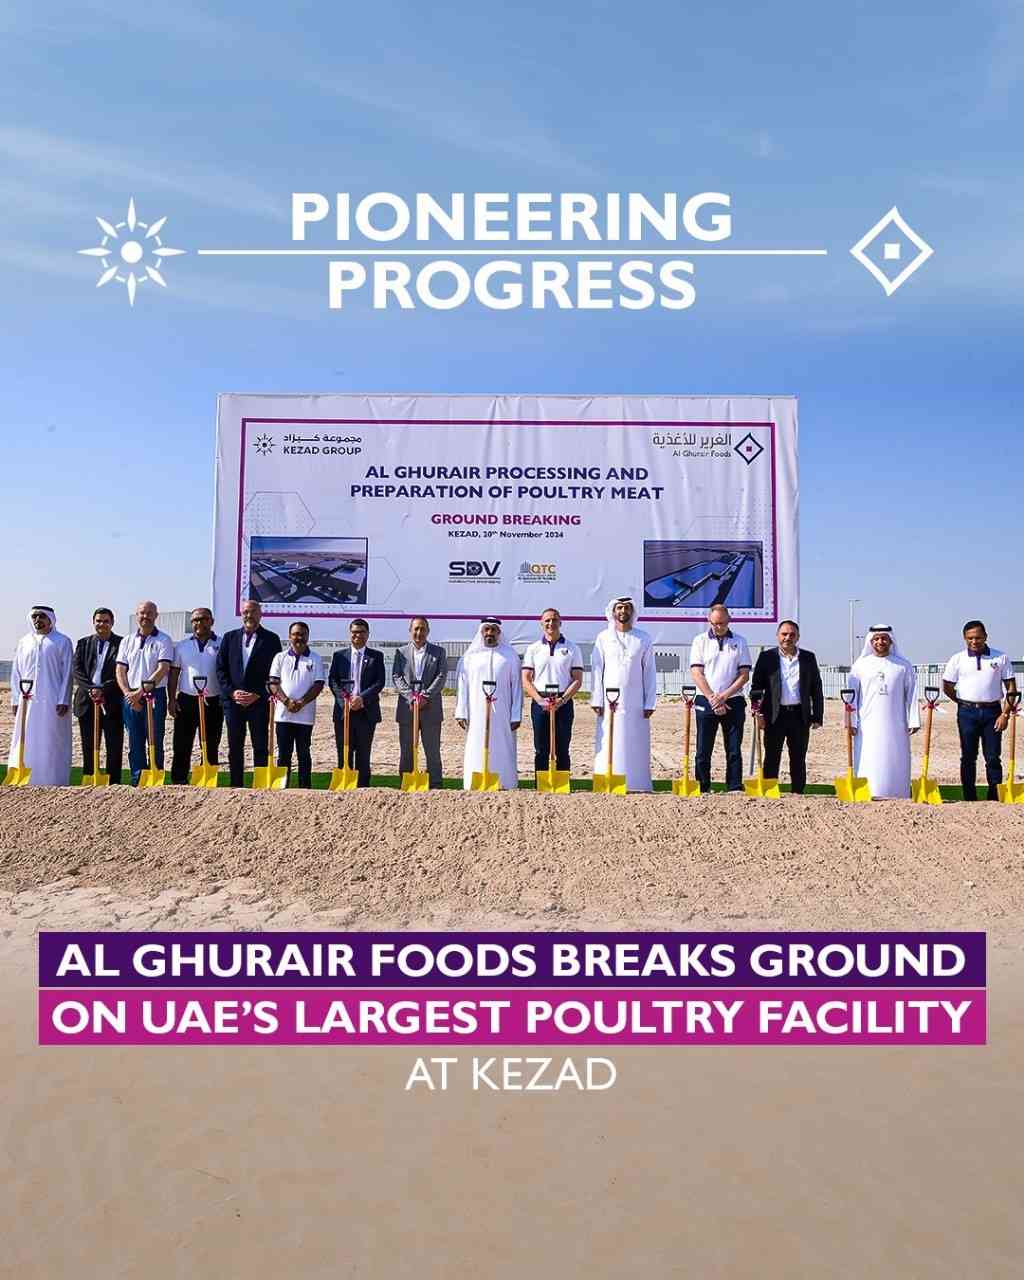 PIONEERING
PROGRESS
مجموعة كيزاد
KEZAD GROUP
الغرير للأغذية
Al Ghurair Foods
AL GHURAIR PROCESSING AND
PREPARATION OF POULTRY MEAT
GROUND BREAKING
KEZAD, 20th November 2024
SDV
QTC
AL GHURAIR FOODS BREAKS GROUND
ON UAE'S LARGEST POULTRY FACILITY
AT KEZAD